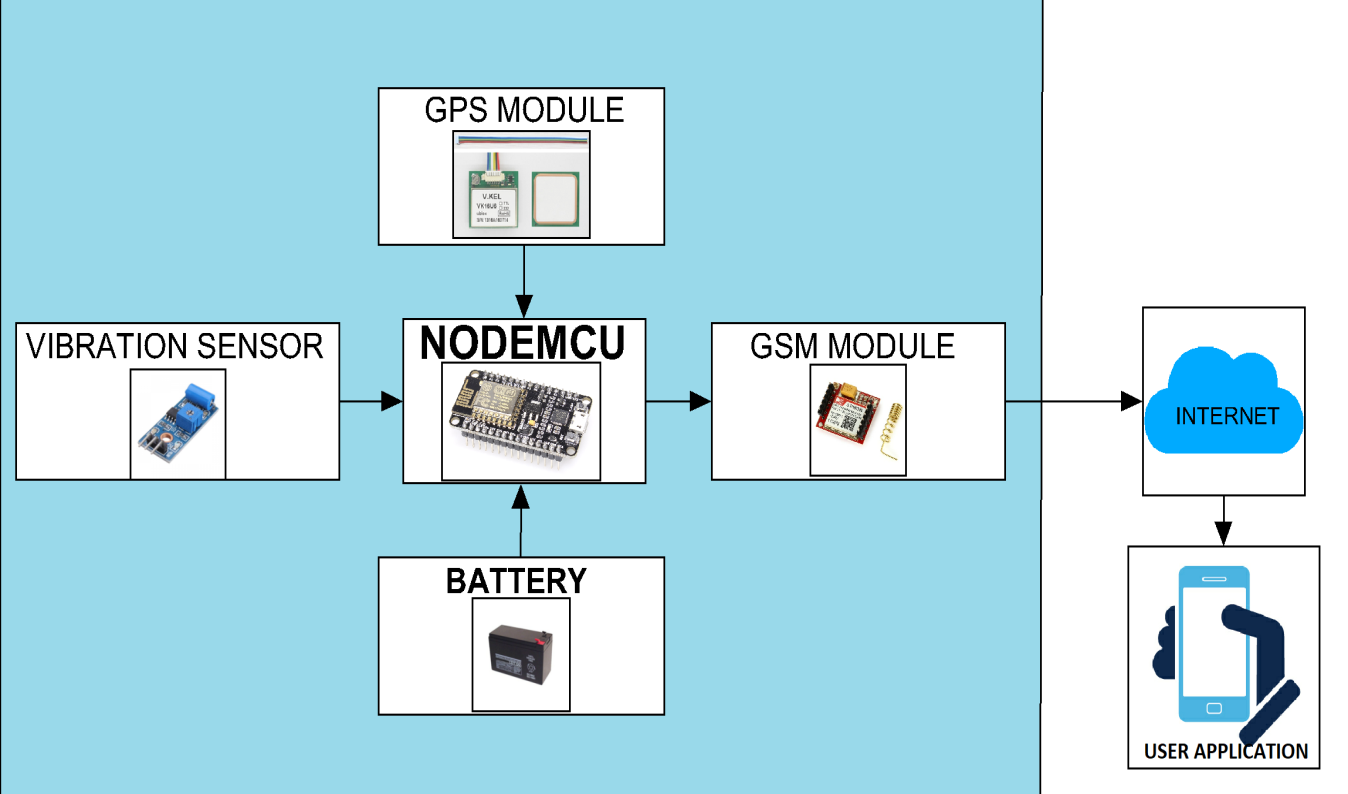 GPS MODULE
V.KEL
VK16U6
VIBRATION SENSOR
NODEMCU
GSM MODULE
INTERNET
BATTERY
USER APPLICATION